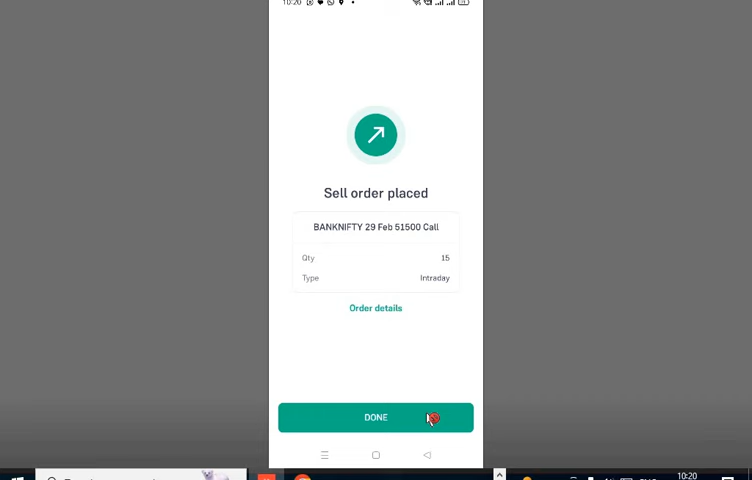 10:20
Sell order placed
BANKNIFTY 29 Feb 51500 Call
Qty 15
Type Intraday
Order details
DONE
10:20